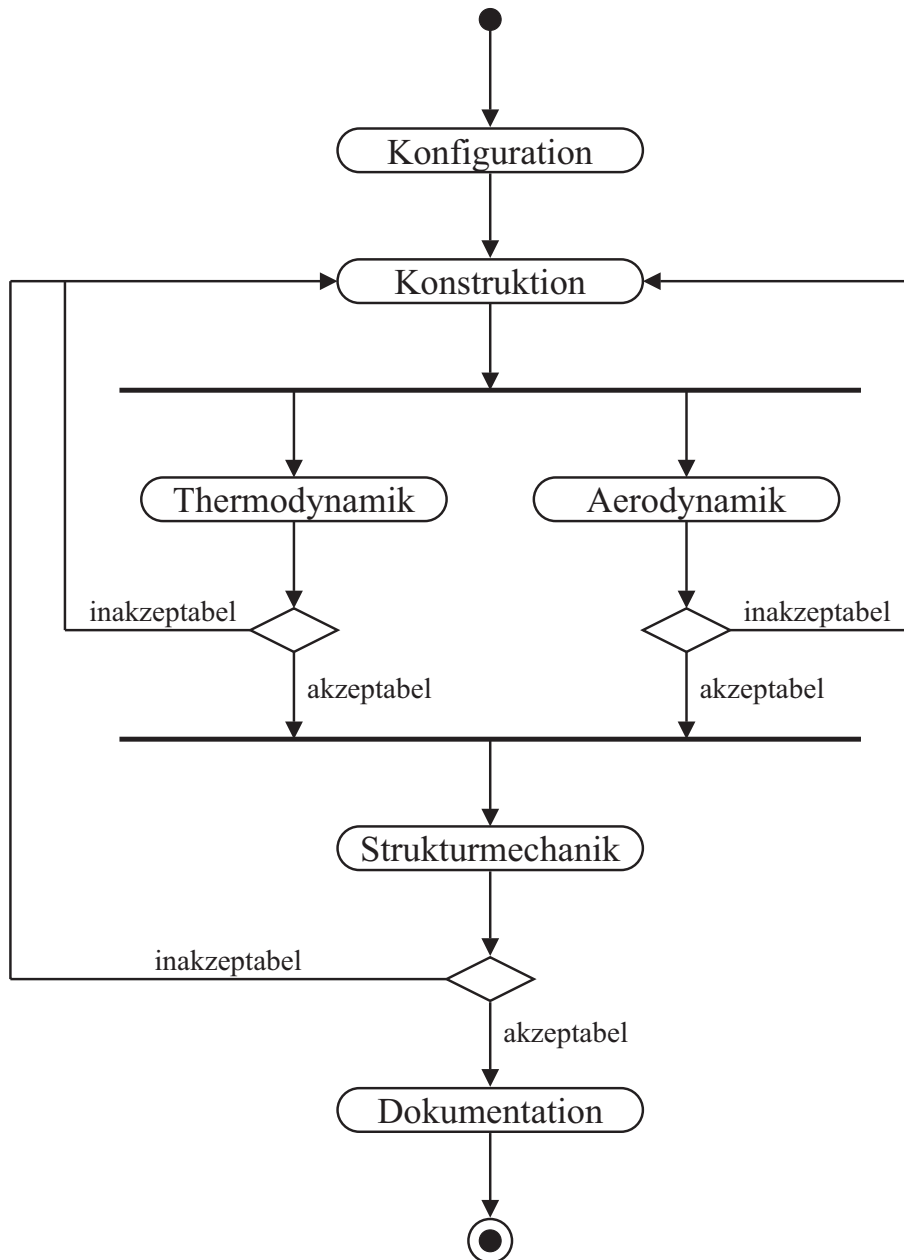 Konfiguration
Konstruktion
Thermodynamik
Aerodynamik
inakzeptabel
inakzeptabel
akzeptabel
akzeptabel
Strukturmechanik
inakzeptabel
akzeptabel
Dokumentation